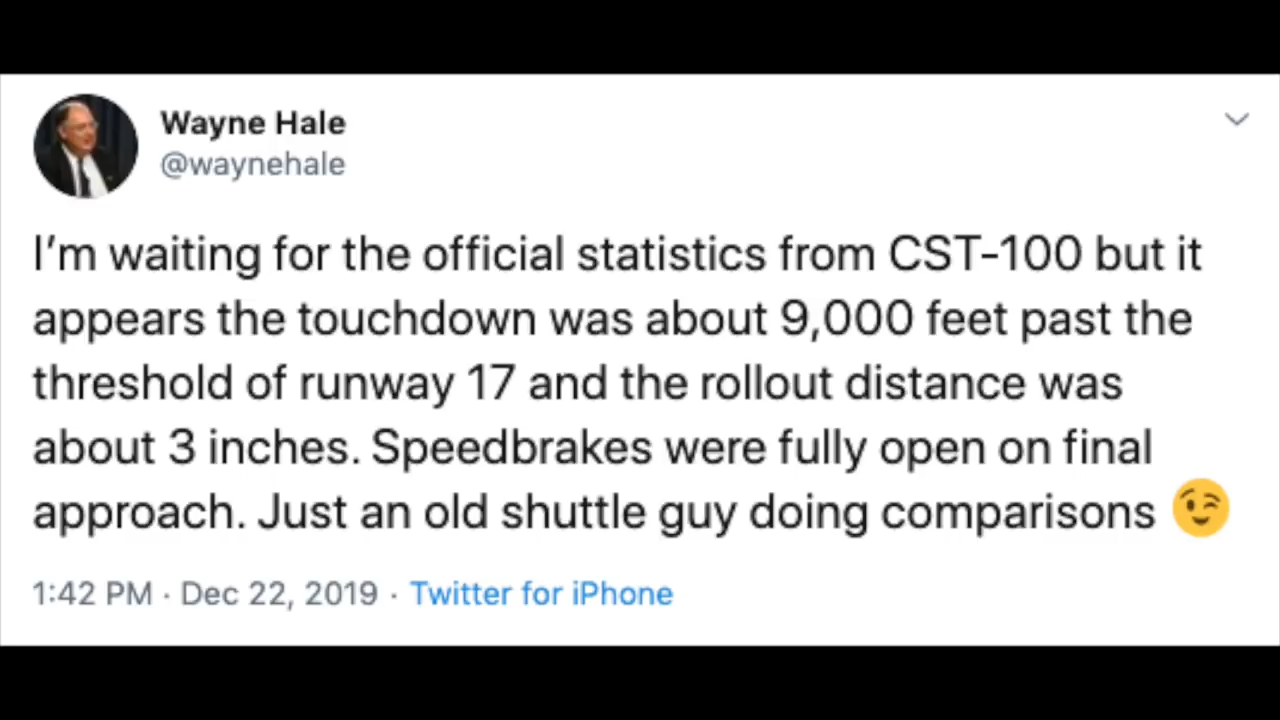 Wayne Hale
@waynehale
I’m waiting for the official statistics from CST-100 but it
appears the touchdown was about 9,000 feet past the
threshold of runway 17 and the rollout distance was
about 3 inches. Speedbrakes were fully open on final
approach. Just an old shuttle guy doing comparisons 😉
1:42 PM · Dec 22, 2019 · Twitter for iPhone